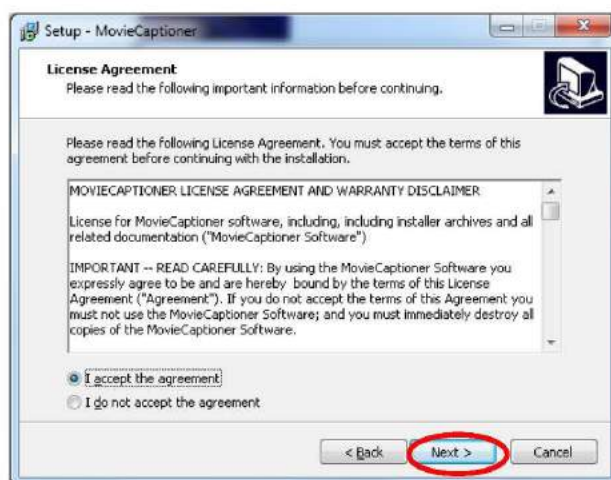 Setup - MovieCaptioner
License Agreement
Please read the following important information before continuing.
Please read the following License Agreement. You must accept the terms of this
agreement before continuing with the installation.
MOVIECAPTIONER LICENSE AGREEMENT AND WARRANTY DISCLAIMER
License for MovieCaptioner software, including, including installer archives and all
related documentation ("MovieCaptioner Software")
IMPORTANT -- READ CAREFULLY: By using the MovieCaptioner Software you
expressly agree to be and are hereby bound by the terms of this License
Agreement ("Agreement"). If you do not accept the terms of this Agreement you
must not use the MovieCaptioner Software; and you must immediately destroy all
copies of the MovieCaptioner Software.
I accept the agreement
I do not accept the agreement
< Back Next > Cancel